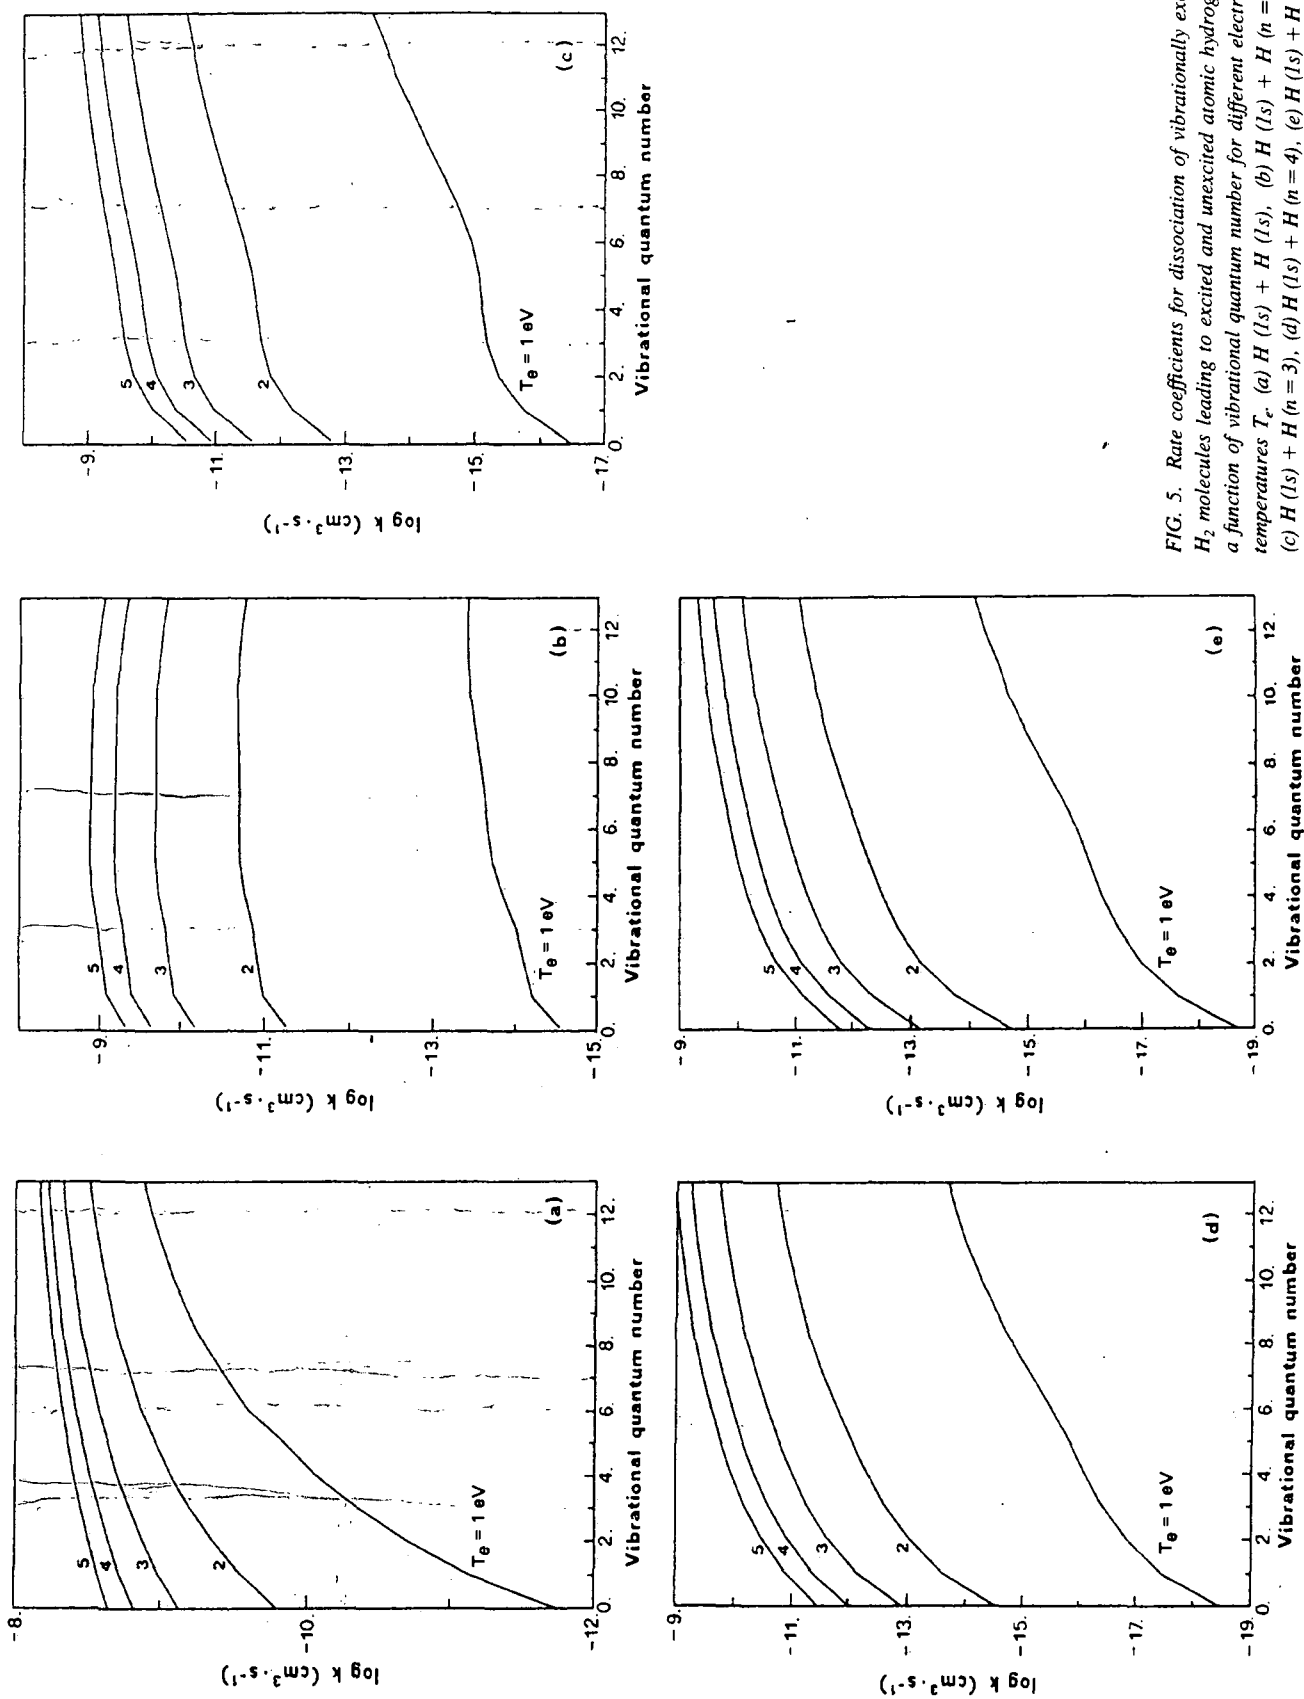 -8.
-10.
-12.
log k (cm³·s⁻¹)
5
4
3
2
Tₑ = 1 eV
(a)
0. 2. 4. 6. 8. 10. 12.
Vibrational quantum number
-9.
-11.
-13.
-15.
log k (cm³·s⁻¹)
5
4
3
2
Tₑ = 1 eV
(b)
0. 2. 4. 6. 8. 10. 12.
Vibrational quantum number
-9.
-11.
-13.
-15.
-17.
log k (cm³·s⁻¹)
5
4
3
2
Tₑ = 1 eV
(c)
0. 2. 4. 6. 8. 10. 12.
Vibrational quantum number
-9.
-11.
-13.
-15.
-17.
-19.
log k (cm³·s⁻¹)
5
4
3
2
Tₑ = 1 eV
(d)
0. 2. 4. 6. 8. 10. 12.
Vibrational quantum number
-9.
-11.
-13.
-15.
-17.
-19.
log k (cm³·s⁻¹)
5
4
3
2
Tₑ = 1 eV
(e)
0. 2. 4. 6. 8. 10. 12.
Vibrational quantum number
FIG. 5. Rate coefficients for dissociation of vibrationally
H₂ molecules leading to excited and unexcited atomic
a function of vibrational quantum number for different
temperatures Tₑ. (a) H (1s) + H (1s), (b) H (1s) + H (n =
(c) H (1s) + H (n = 3), (d) H (1s) + H (n = 4), (e) H (1s) + H